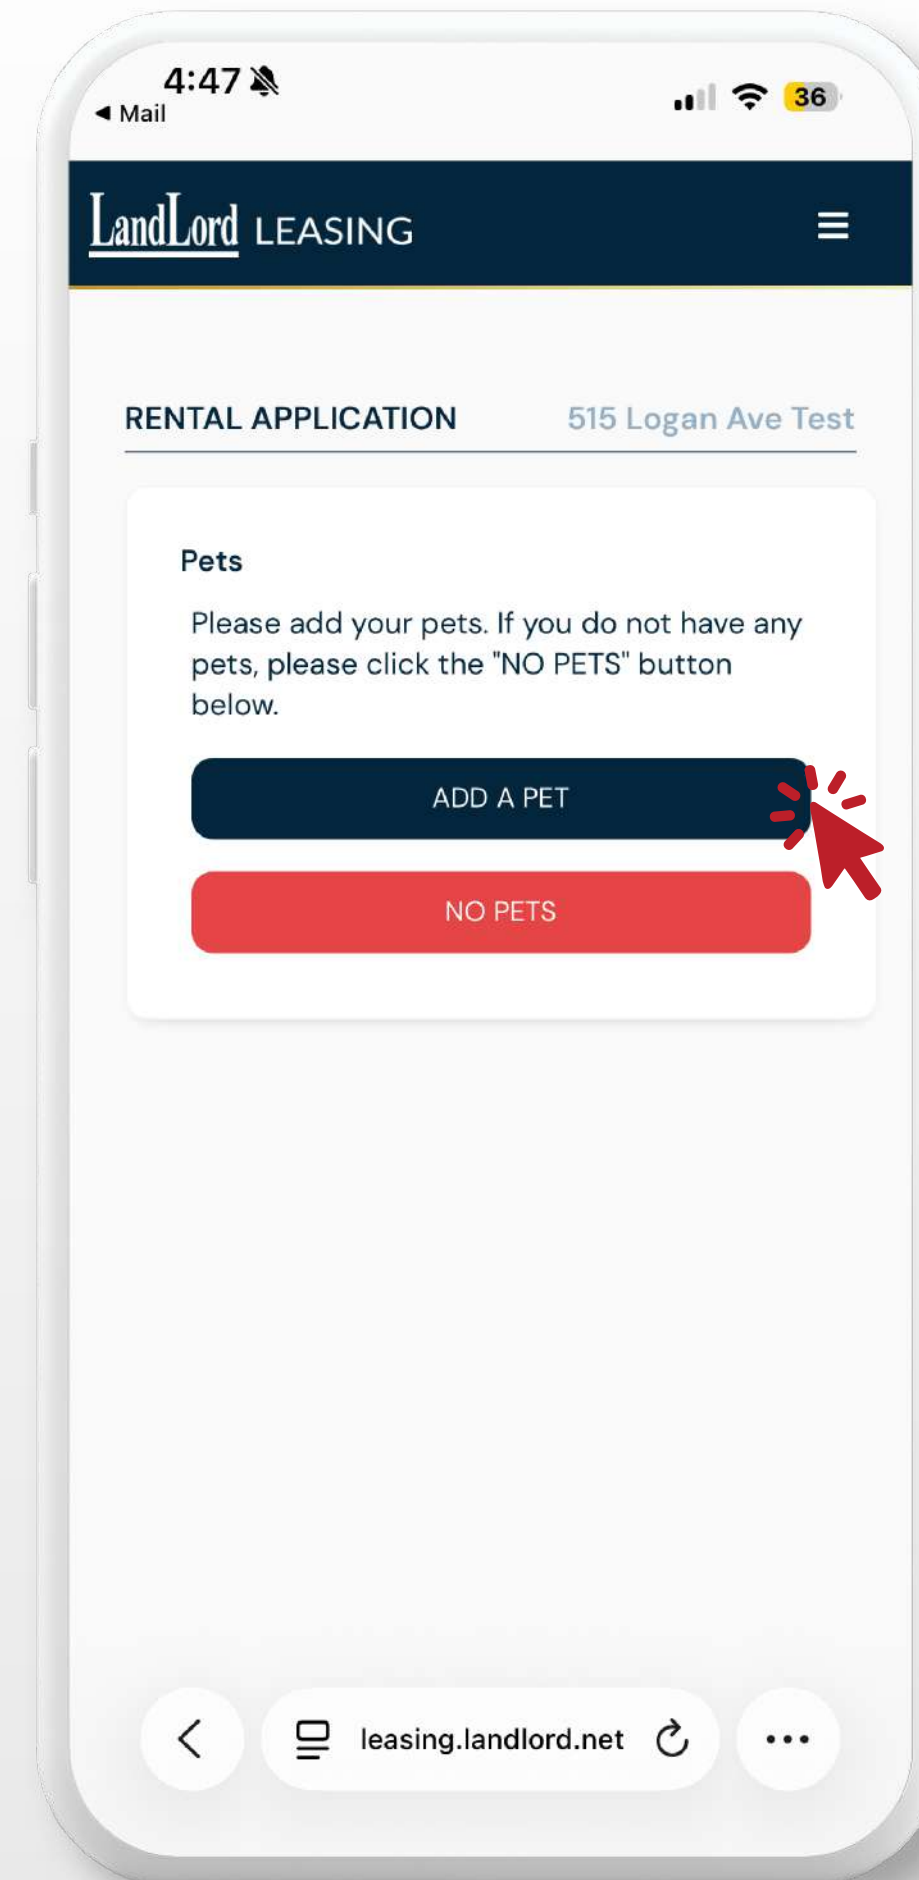 4:47
Mail
36
LandLord LEASING
RENTAL APPLICATION 515 Logan Ave Test
Pets
Please add your pets. If you do not have any
pets, please click the "NO PETS" button
below.
ADD A PET
NO PETS
leasing.landlord.net